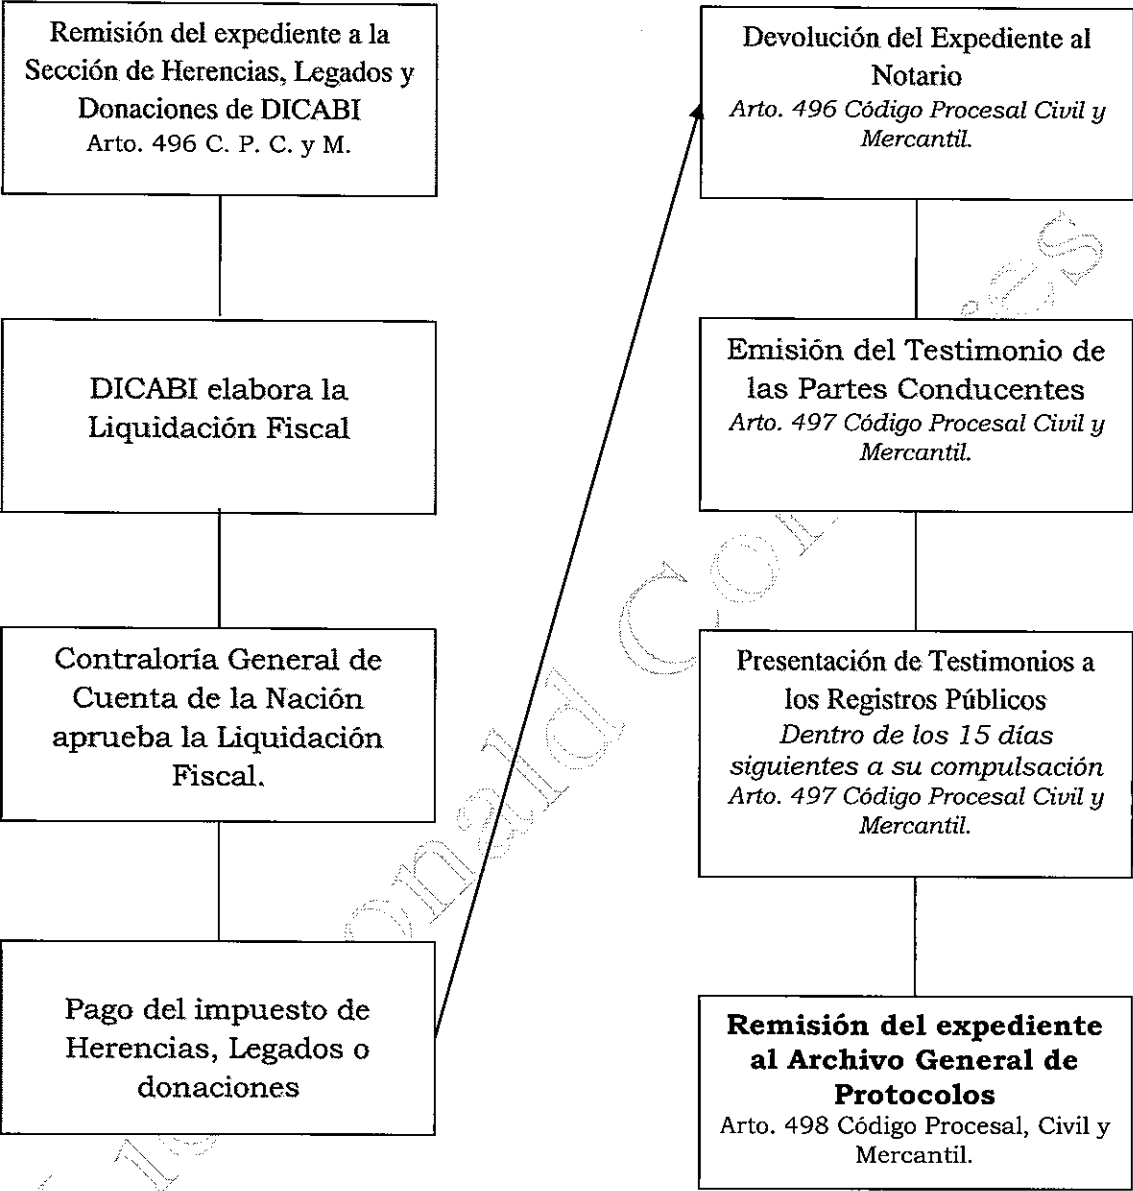 Remisión del expediente a la
Sección de Herencias, Legados y
Donaciones de DICABI
Arto. 496 C. P. C. y M.
DICABI elabora la
Liquidación Fiscal
Contraloría General de
Cuenta de la Nación
aprueba la Liquidación
Fiscal.
Pago del impuesto de
Herencias, Legados o
donaciones
Devolución del Expediente al
Notario
Arto. 496 Código Procesal Civil y
Mercantil.
Emisión del Testimonio de
las Partes Conducentes
Arto. 497 Código Procesal Civil y
Mercantil.
Presentación de Testimonios a
los Registros Públicos
Dentro de los 15 días
siguientes a su compulsación
Arto. 497 Código Procesal Civil y
Mercantil.
Remisión del expediente
al Archivo General de
Protocolos
Arto. 498 Código Procesal, Civil y
Mercantil.